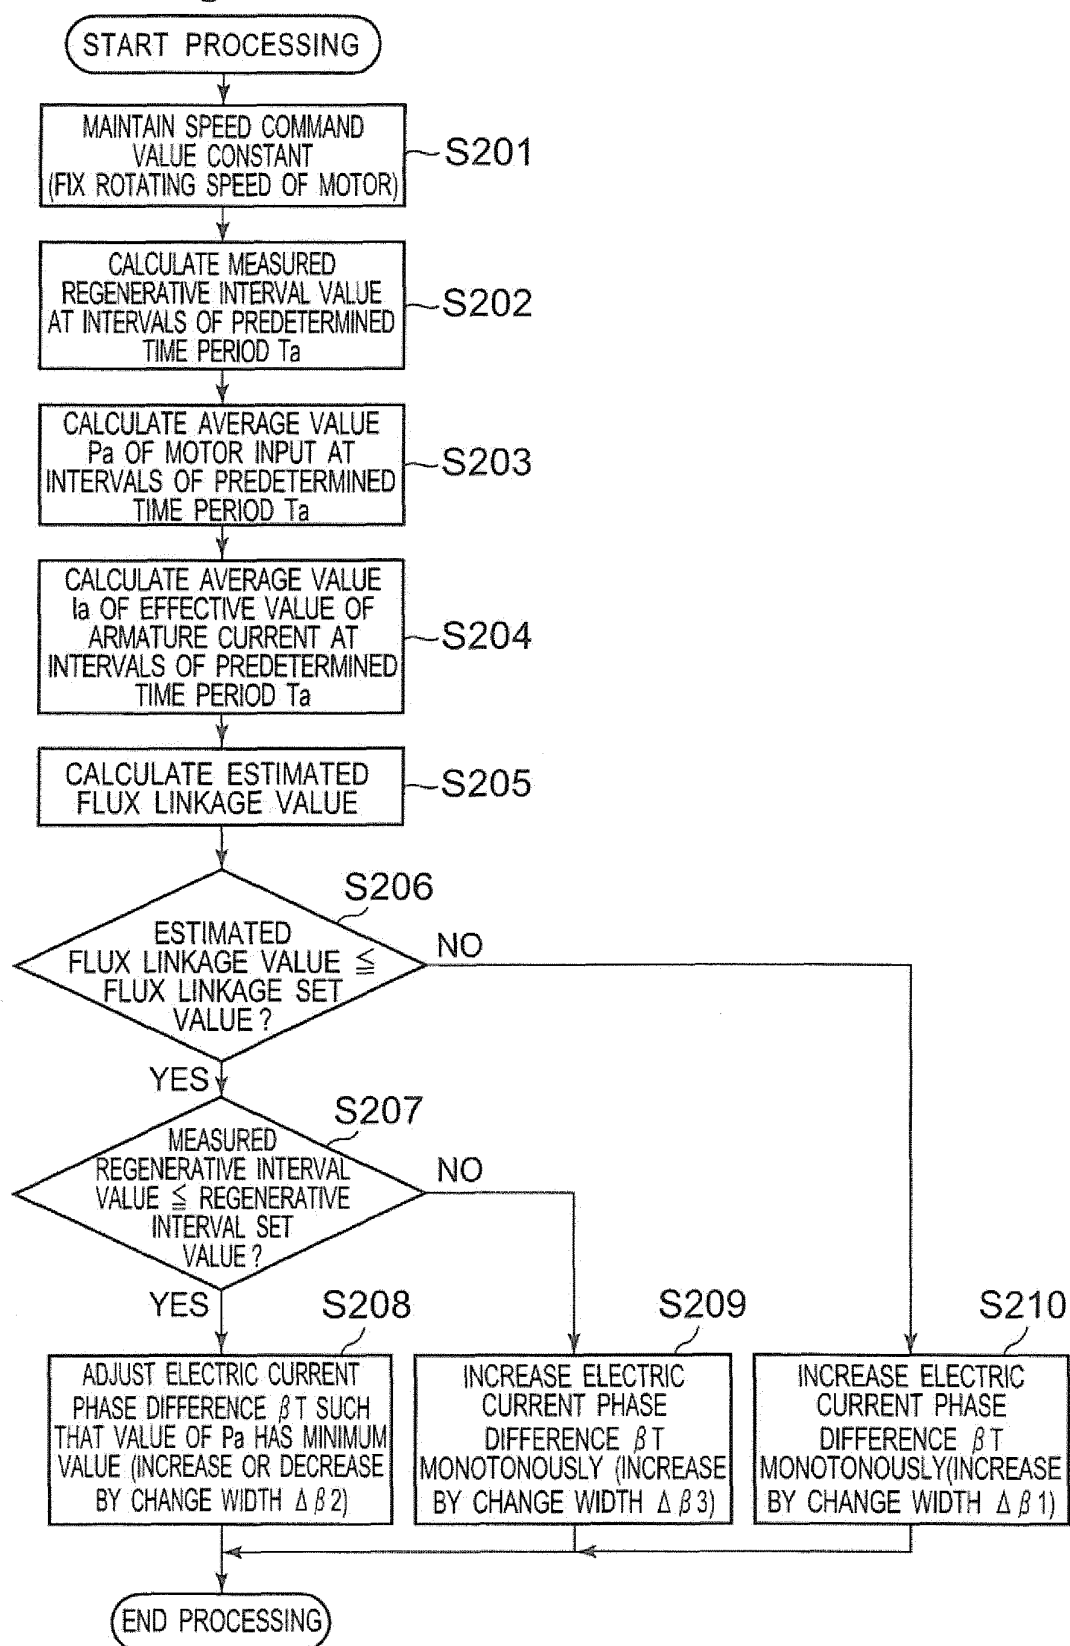 START PROCESSING
MAINTAIN SPEED COMMAND
VALUE CONSTANT
(FIX ROTATING SPEED OF MOTOR)
S201
CALCULATE MEASURED
REGENERATIVE INTERVAL VALUE
AT INTERVALS OF PREDETERMINED
TIME PERIOD Ta
S202
CALCULATE AVERAGE VALUE
Pa OF MOTOR INPUT AT
INTERVALS OF PREDETERMINED
TIME PERIOD Ta
S203
CALCULATE AVERAGE VALUE
Ia OF EFFECTIVE VALUE OF
ARMATURE CURRENT AT
INTERVALS OF PREDETERMINED
TIME PERIOD Ta
S204
CALCULATE ESTIMATED
FLUX LINKAGE VALUE
S205
S206
ESTIMATED
FLUX LINKAGE VALUE ≦
FLUX LINKAGE SET
VALUE?
NO
YES
S207
MEASURED
REGENERATIVE INTERVAL
VALUE ≦ REGENERATIVE
INTERVAL SET
VALUE?
NO
YES
S208
ADJUST ELECTRIC CURRENT
PHASE DIFFERENCE βT SUCH
THAT VALUE OF Pa HAS MINIMUM
VALUE (INCREASE OR DECREASE
BY CHANGE WIDTH Δβ2)
S209
INCREASE ELECTRIC
CURRENT PHASE
DIFFERENCE βT
MONOTONOUSLY (INCREASE
BY CHANGE WIDTH Δβ3)
S210
INCREASE ELECTRIC
CURRENT PHASE
DIFFERENCE βT
MONOTONOUSLY(INCREASE
BY CHANGE WIDTH Δβ1)
END PROCESSING